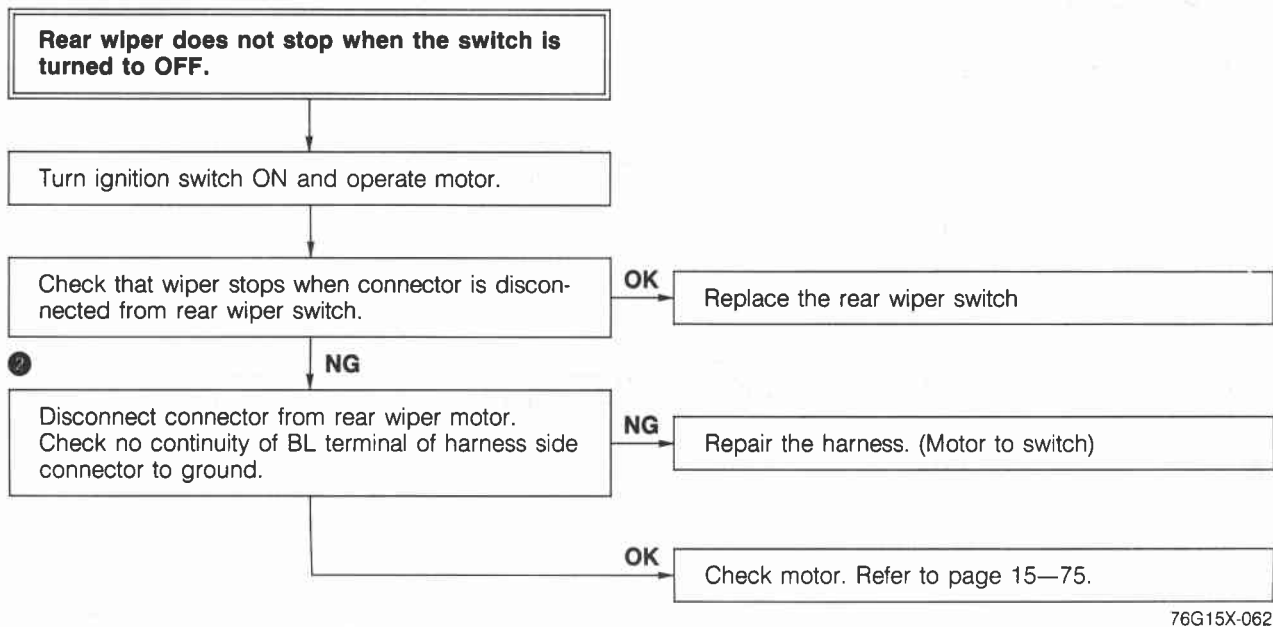 Rear wiper does not stop when the switch is
turned to OFF.
Turn ignition switch ON and operate motor.
Check that wiper stops when connector is discon-
nected from rear wiper switch.
OK
Replace the rear wiper switch
2
NG
Disconnect connector from rear wiper motor.
Check no continuity of BL terminal of harness side
connector to ground.
NG
Repair the harness. (Motor to switch)
OK
Check motor. Refer to page 15—75.
76G15X-062